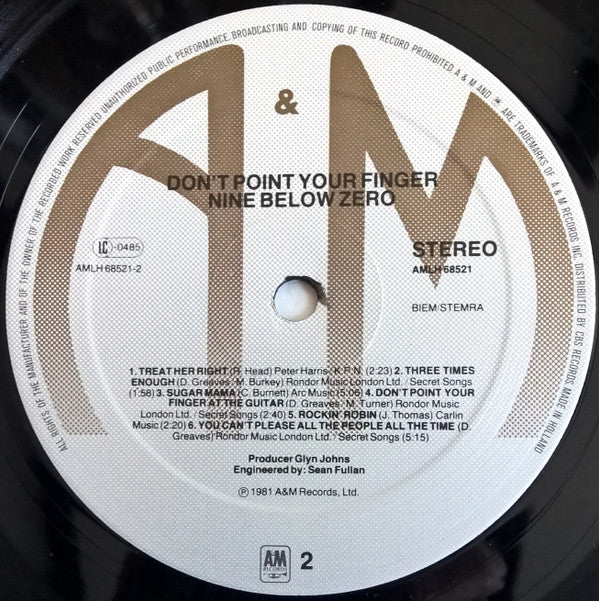 ALL RIGHTS OF THE MANUFACTURER AND OF THE OWNER OF THE RECORDED WORK RESERVED UNAUTHORIZED PUBLIC PERFORMANCE, BROADCASTING AND COPYING OF THIS RECORD PROHIBITED A & M AND ARE TRADEMARKS OF A & M RECORDS INC. DISTRIBUTED BY CBS RECORDS MADE IN HOLLAND
A & M
DON'T POINT YOUR FINGER
NINE BELOW ZERO
LC-0485
AMLH 68521-2
STEREO
AMLH 68521
BIEM/STEMRA
1. TREAT HER RIGHT (R. Head) Peter Harris/K.P.N. (2:23) 2. THREE TIMES
ENOUGH (D. Greaves/M. Burkey) Rondor Music London Ltd./Secret Songs
(1:58) 3. SUGAR MAMA (C. Burnett) Arc Music (5:06) 4. DON'T POINT YOUR
FINGER AT THE GUITAR (D. Greaves/M. Turner) Rondor Music
London Ltd./Secret Songs (2:40) 5. ROCKIN' ROBIN (J. Thomas) Carlin
Music (2:20) 6. YOU CAN'T PLEASE ALL THE PEOPLE ALL THE TIME (D.
Greaves) Rondor Music London Ltd./Secret Songs (5:15)
Producer Glyn Johns
Engineered by: Sean Fullan
℗ 1981 A&M Records, Ltd.
AM
RECORDS
2